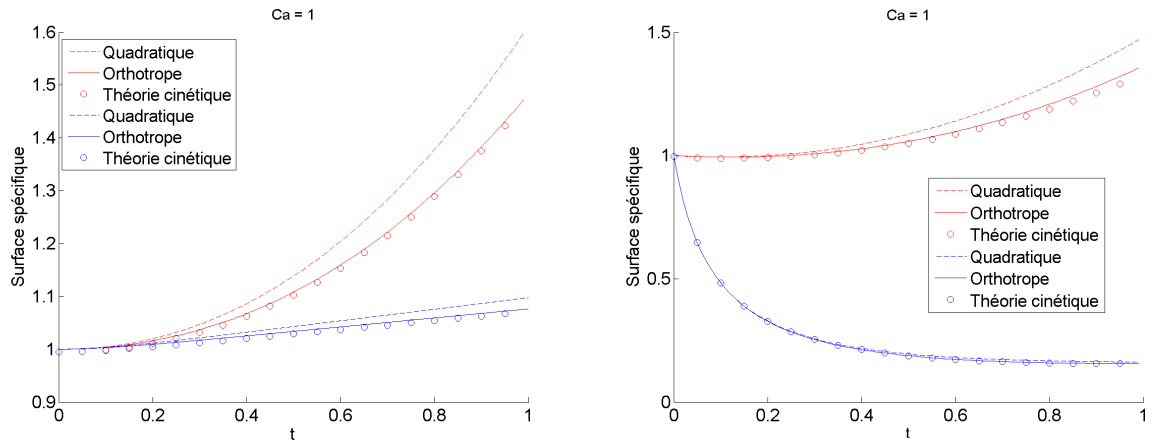 Ca = 1
1.6
1.5
1.4
1.3
1.2
1.1
1
0.9
Surface spécifique
Quadratique
Orthotrope
Théorie cinétique
Quadratique
Orthotrope
Théorie cinétique
0
0.2
0.4
0.6
0.8
1
t
Ca = 1
1.5
1
0.5
0
Surface spécifique
Quadratique
Orthotrope
Théorie cinétique
Quadratique
Orthotrope
Théorie cinétique
0
0.2
0.4
0.6
0.8
1
t